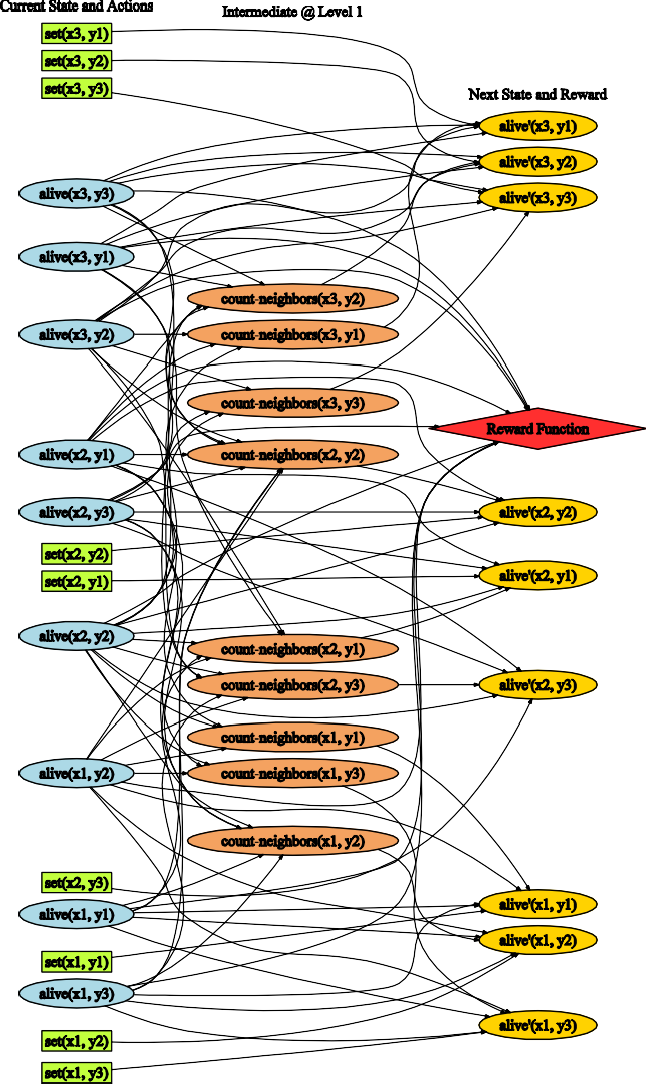 Current State and Actions
set(x3, y1)
set(x3, y2)
set(x3, y3)
alive(x3, y3)
alive(x3, y1)
alive(x3, y2)
alive(x2, y1)
alive(x2, y3)
set(x2, y2)
set(x2, y1)
alive(x2, y2)
alive(x1, y2)
set(x2, y3)
alive(x1, y1)
set(x1, y1)
alive(x1, y3)
set(x1, y2)
set(x1, y3)
Intermediate @ Level 1
count-neighbors(x3, y2)
count-neighbors(x3, y1)
count-neighbors(x3, y3)
count-neighbors(x2, y2)
count-neighbors(x2, y1)
count-neighbors(x2, y3)
count-neighbors(x1, y1)
count-neighbors(x1, y3)
count-neighbors(x1, y2)
Next State and Reward
alive'(x3, y1)
alive'(x3, y2)
alive'(x3, y3)
Reward Function
alive'(x2, y2)
alive'(x2, y1)
alive'(x2, y3)
alive'(x1, y1)
alive'(x1, y2)
alive'(x1, y3)